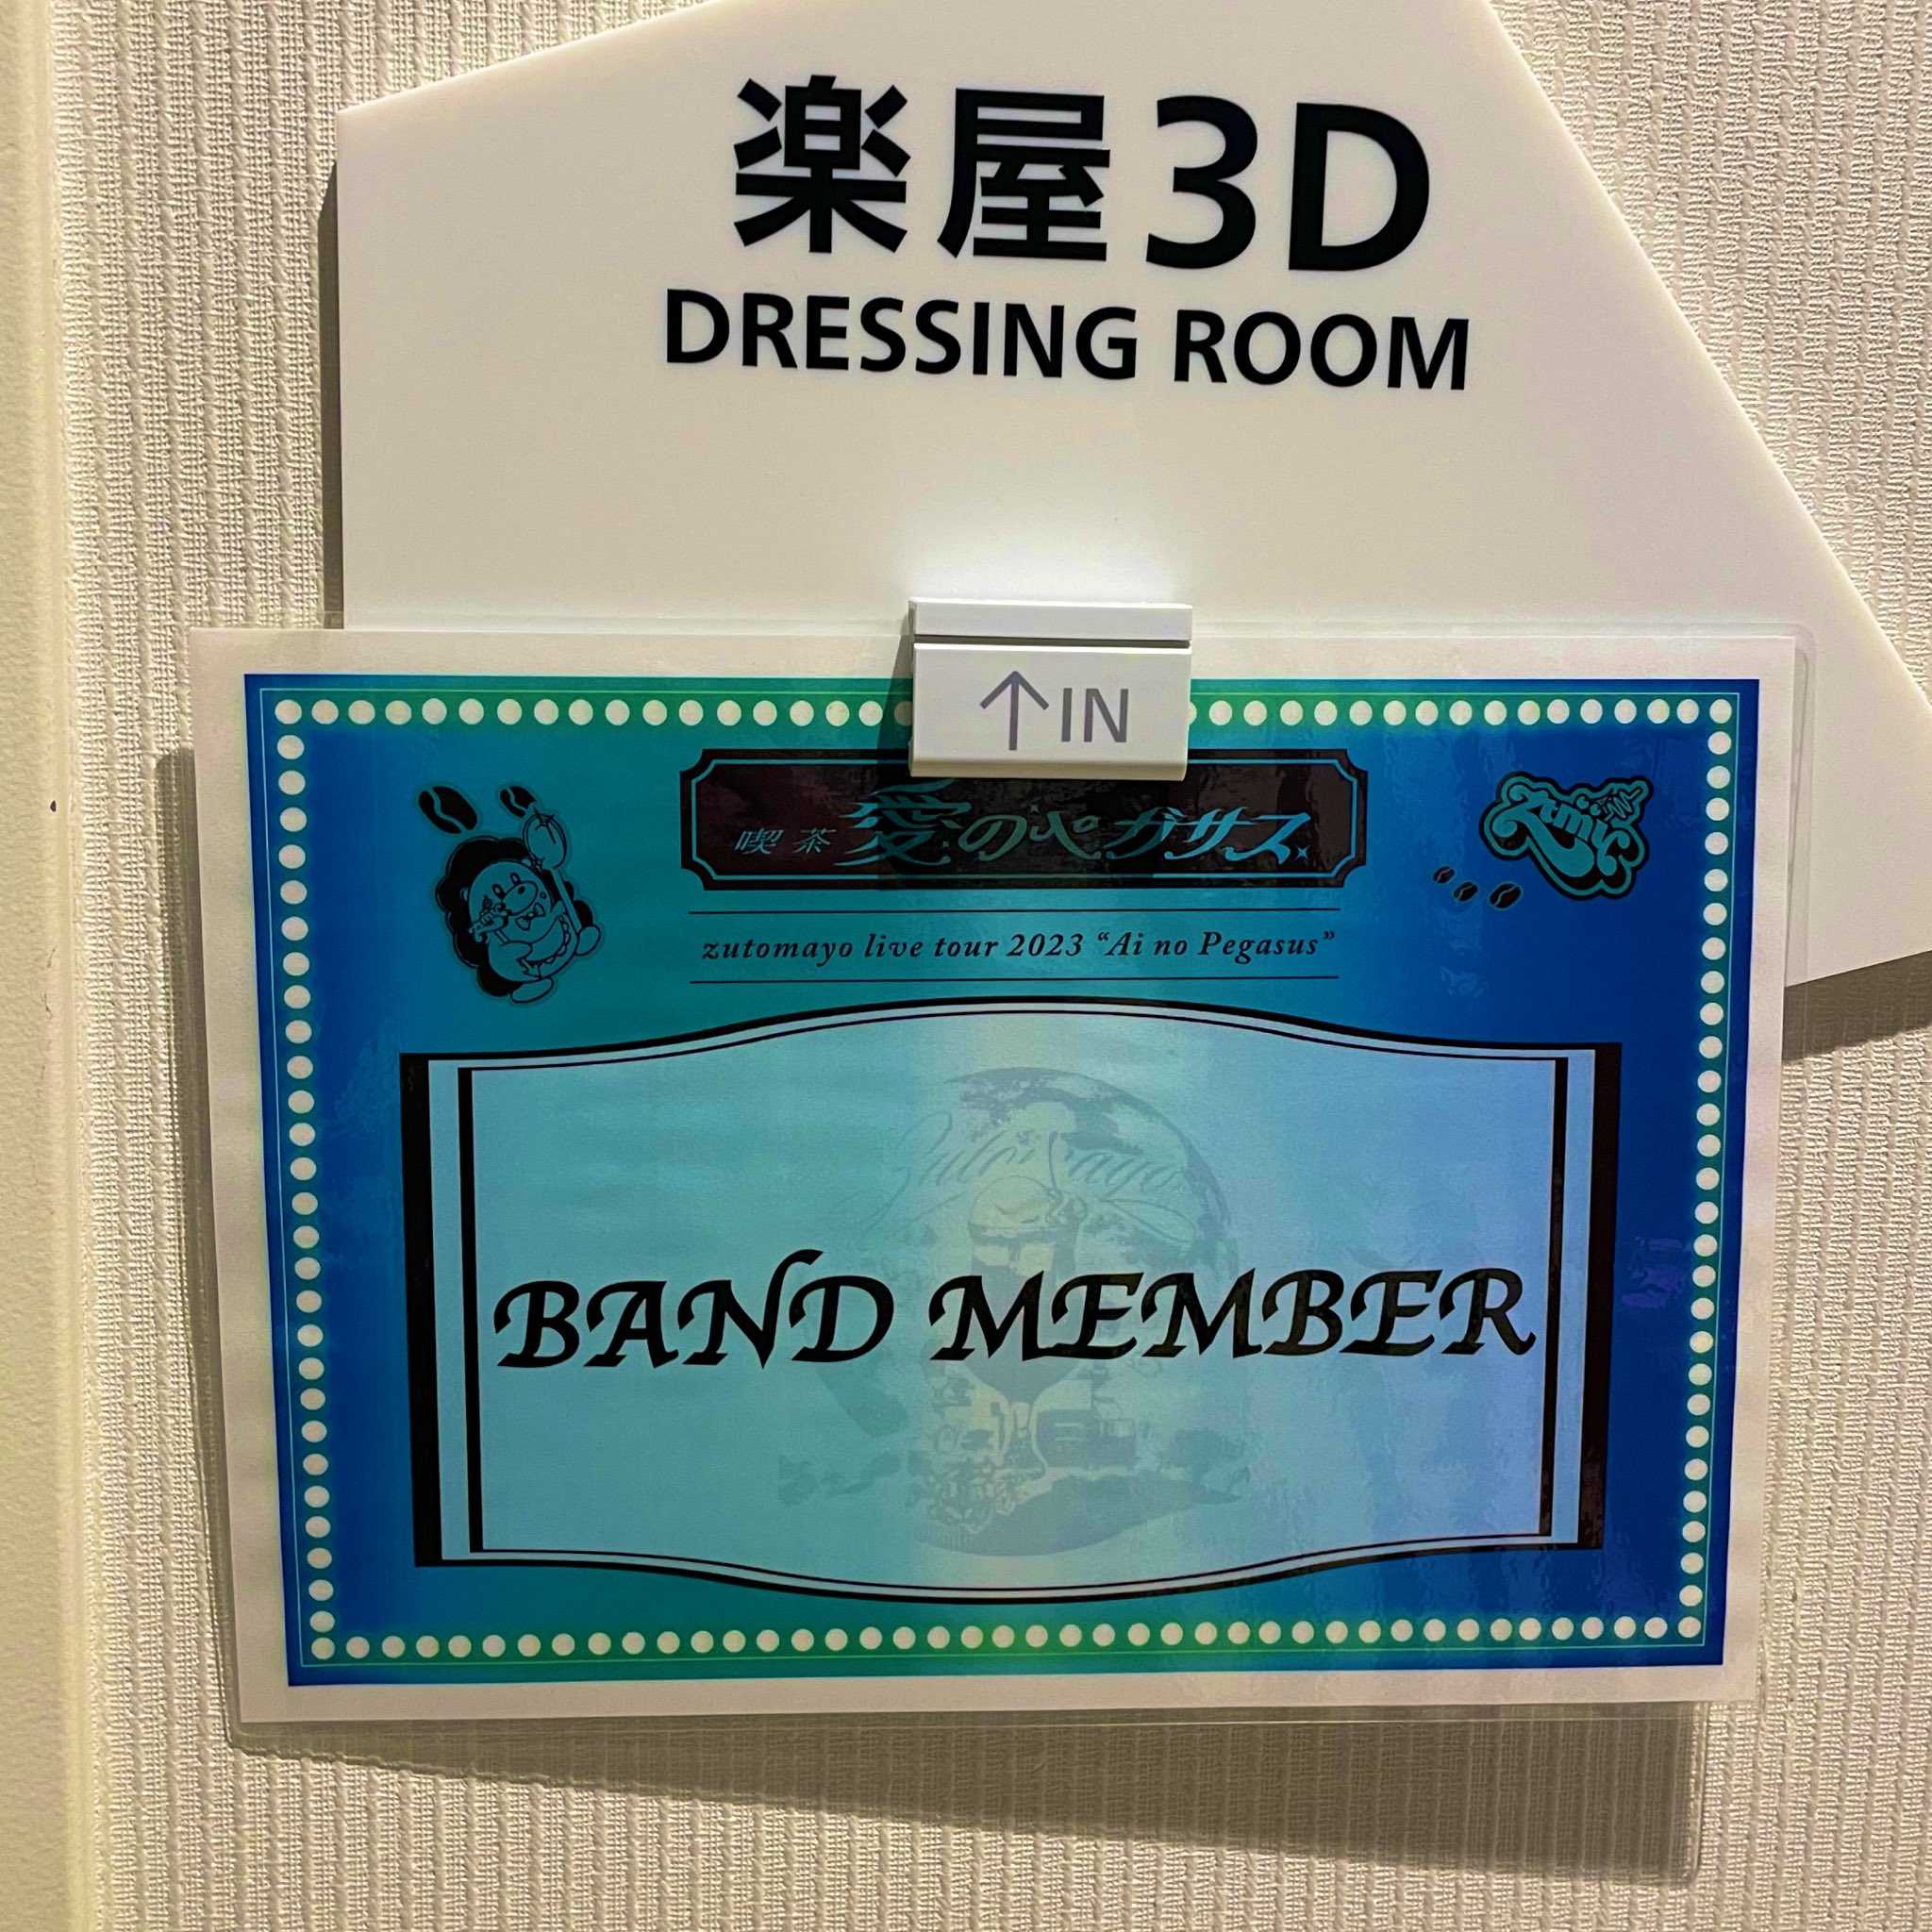 楽屋3D
DRESSING ROOM
↑IN
喫茶 愛のペガサス
zutomayo live tour 2023 “Ai no Pegasus”
Zutomayo
BAND MEMBER